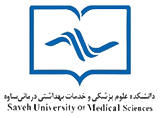 دانشکده علوم پزشکی و خدمات بهداشتی درمانی ساوه
Saveh University Of Medical Sciences